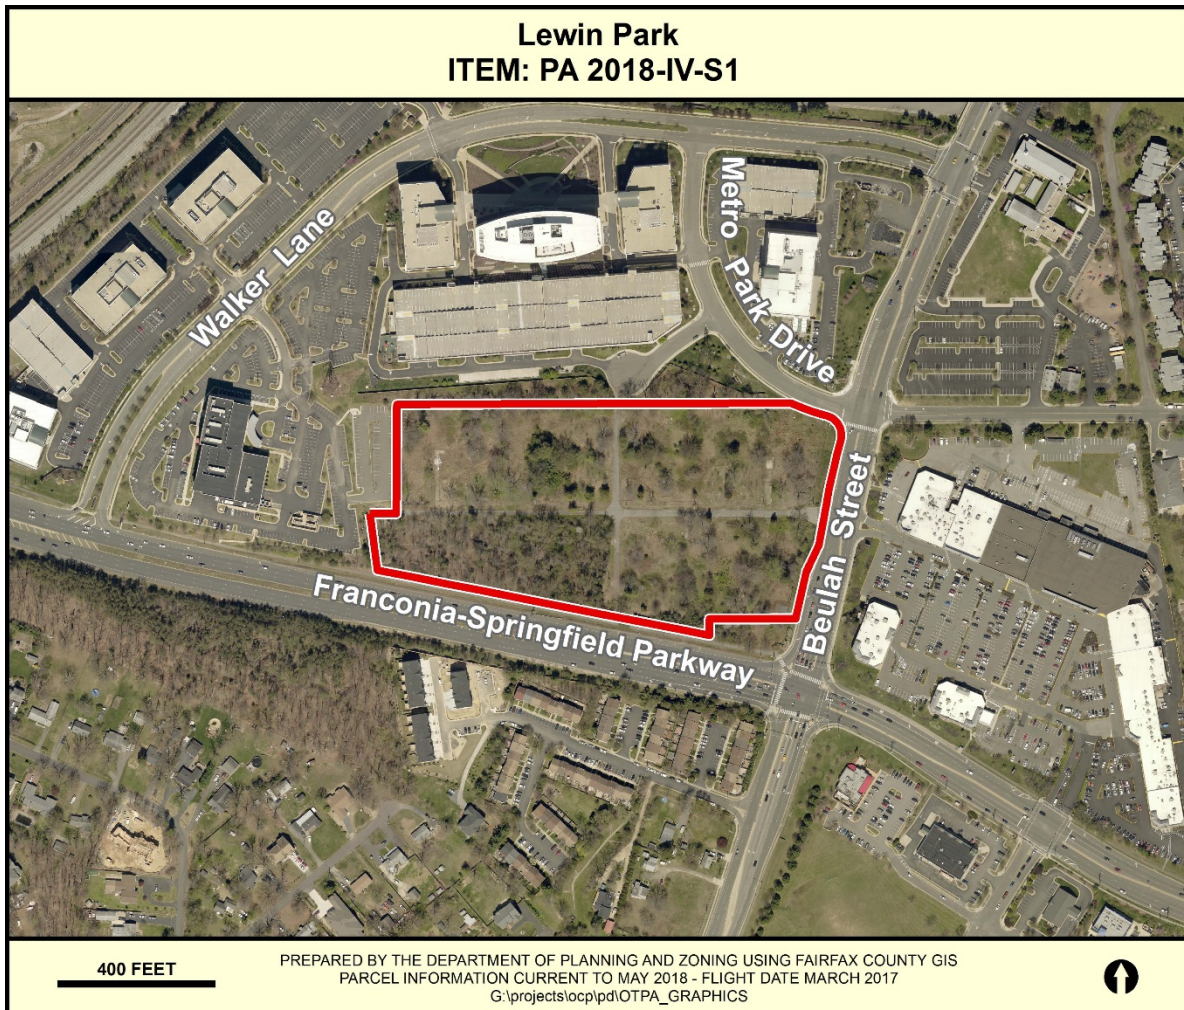 Lewin Park
ITEM: PA 2018-IV-S1
Metro
Park Drive
Walker Lane
Beulah Street
Franconia-Springfield Parkway
400 FEET
PREPARED BY THE DEPARTMENT OF PLANNING AND ZONING USING FAIRFAX COUNTY GIS
PARCEL INFORMATION CURRENT TO MAY 2018 - FLIGHT DATE MARCH 2017
G:\projects\ocp\pd\OTPA_GRAPHICS